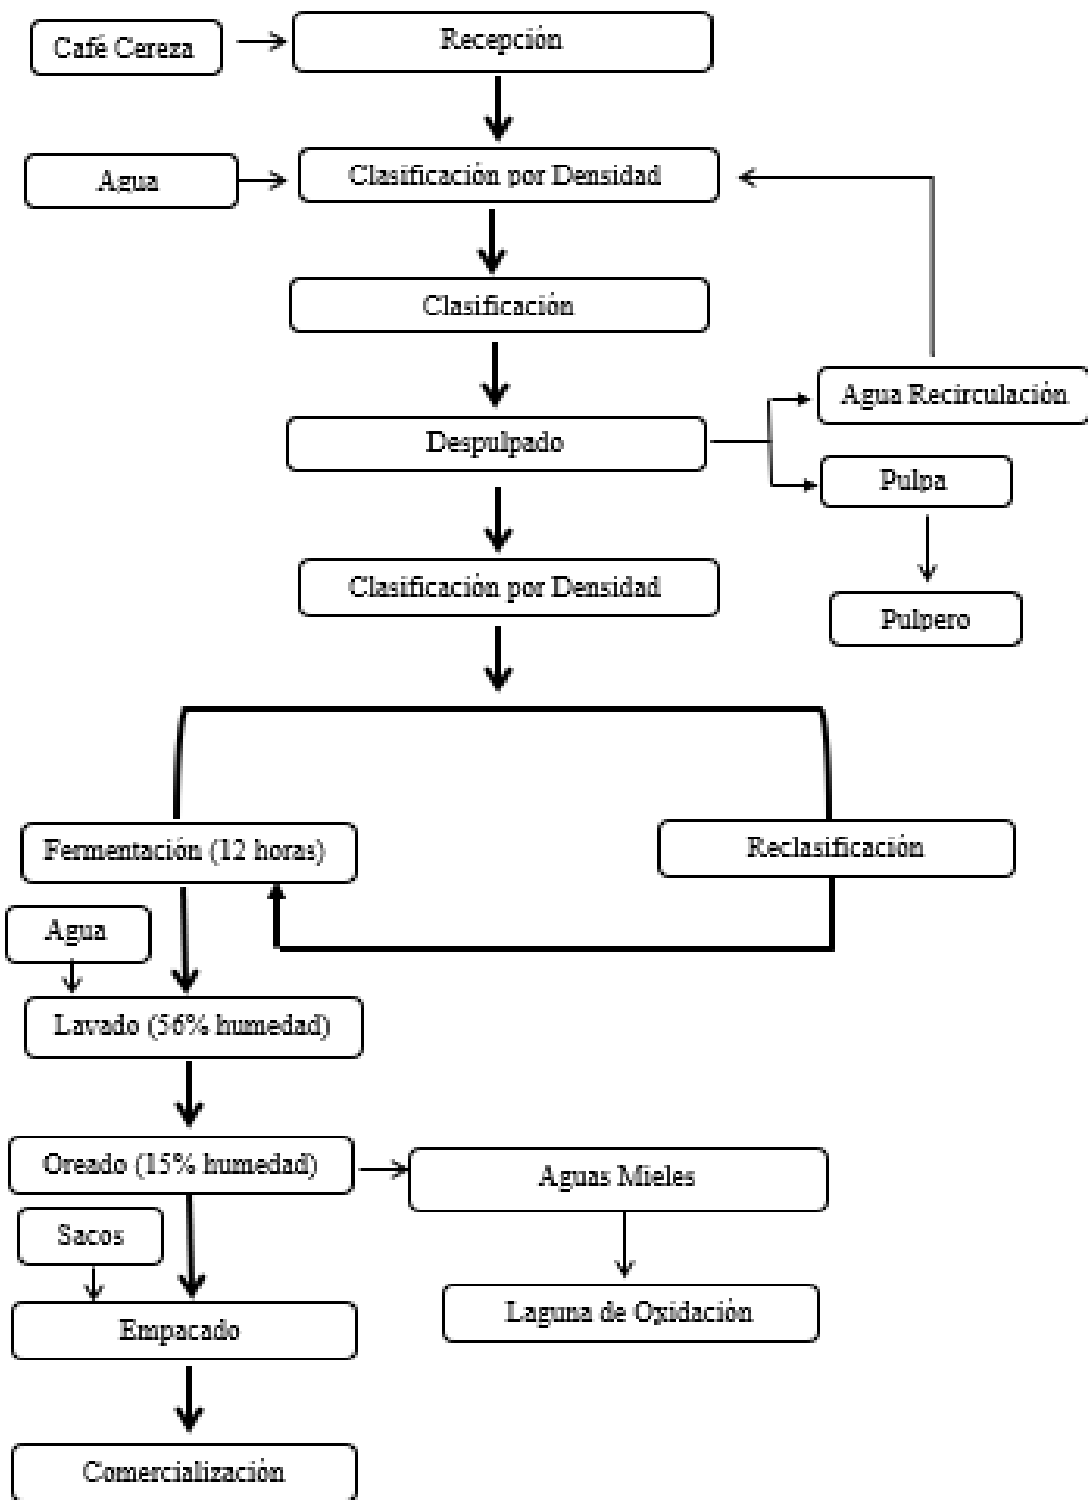 Café Cereza
Recepción
Agua
Clasificación por Densidad
Clasificación
Despulpado
Agua Recirculación
Pulpa
Clasificación por Densidad
Pulpero
Fermentación (12 horas)
Reclasificación
Agua
Lavado (56% humedad)
Oreado (15% humedad)
Aguas Mieles
Sacos
Laguna de Oxidación
Empacado
Comercialización